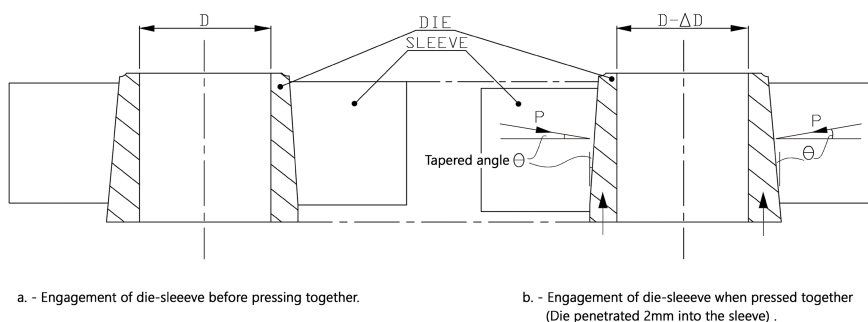 D
DIE
SLEEVE
D-ΔD
P
P
Tapered angle Θ
Θ
a. - Engagement of die-sleeeve before pressing together.
b. - Engagement of die-sleeeve when pressed together
(Die penetrated 2mm into the sleeve) .